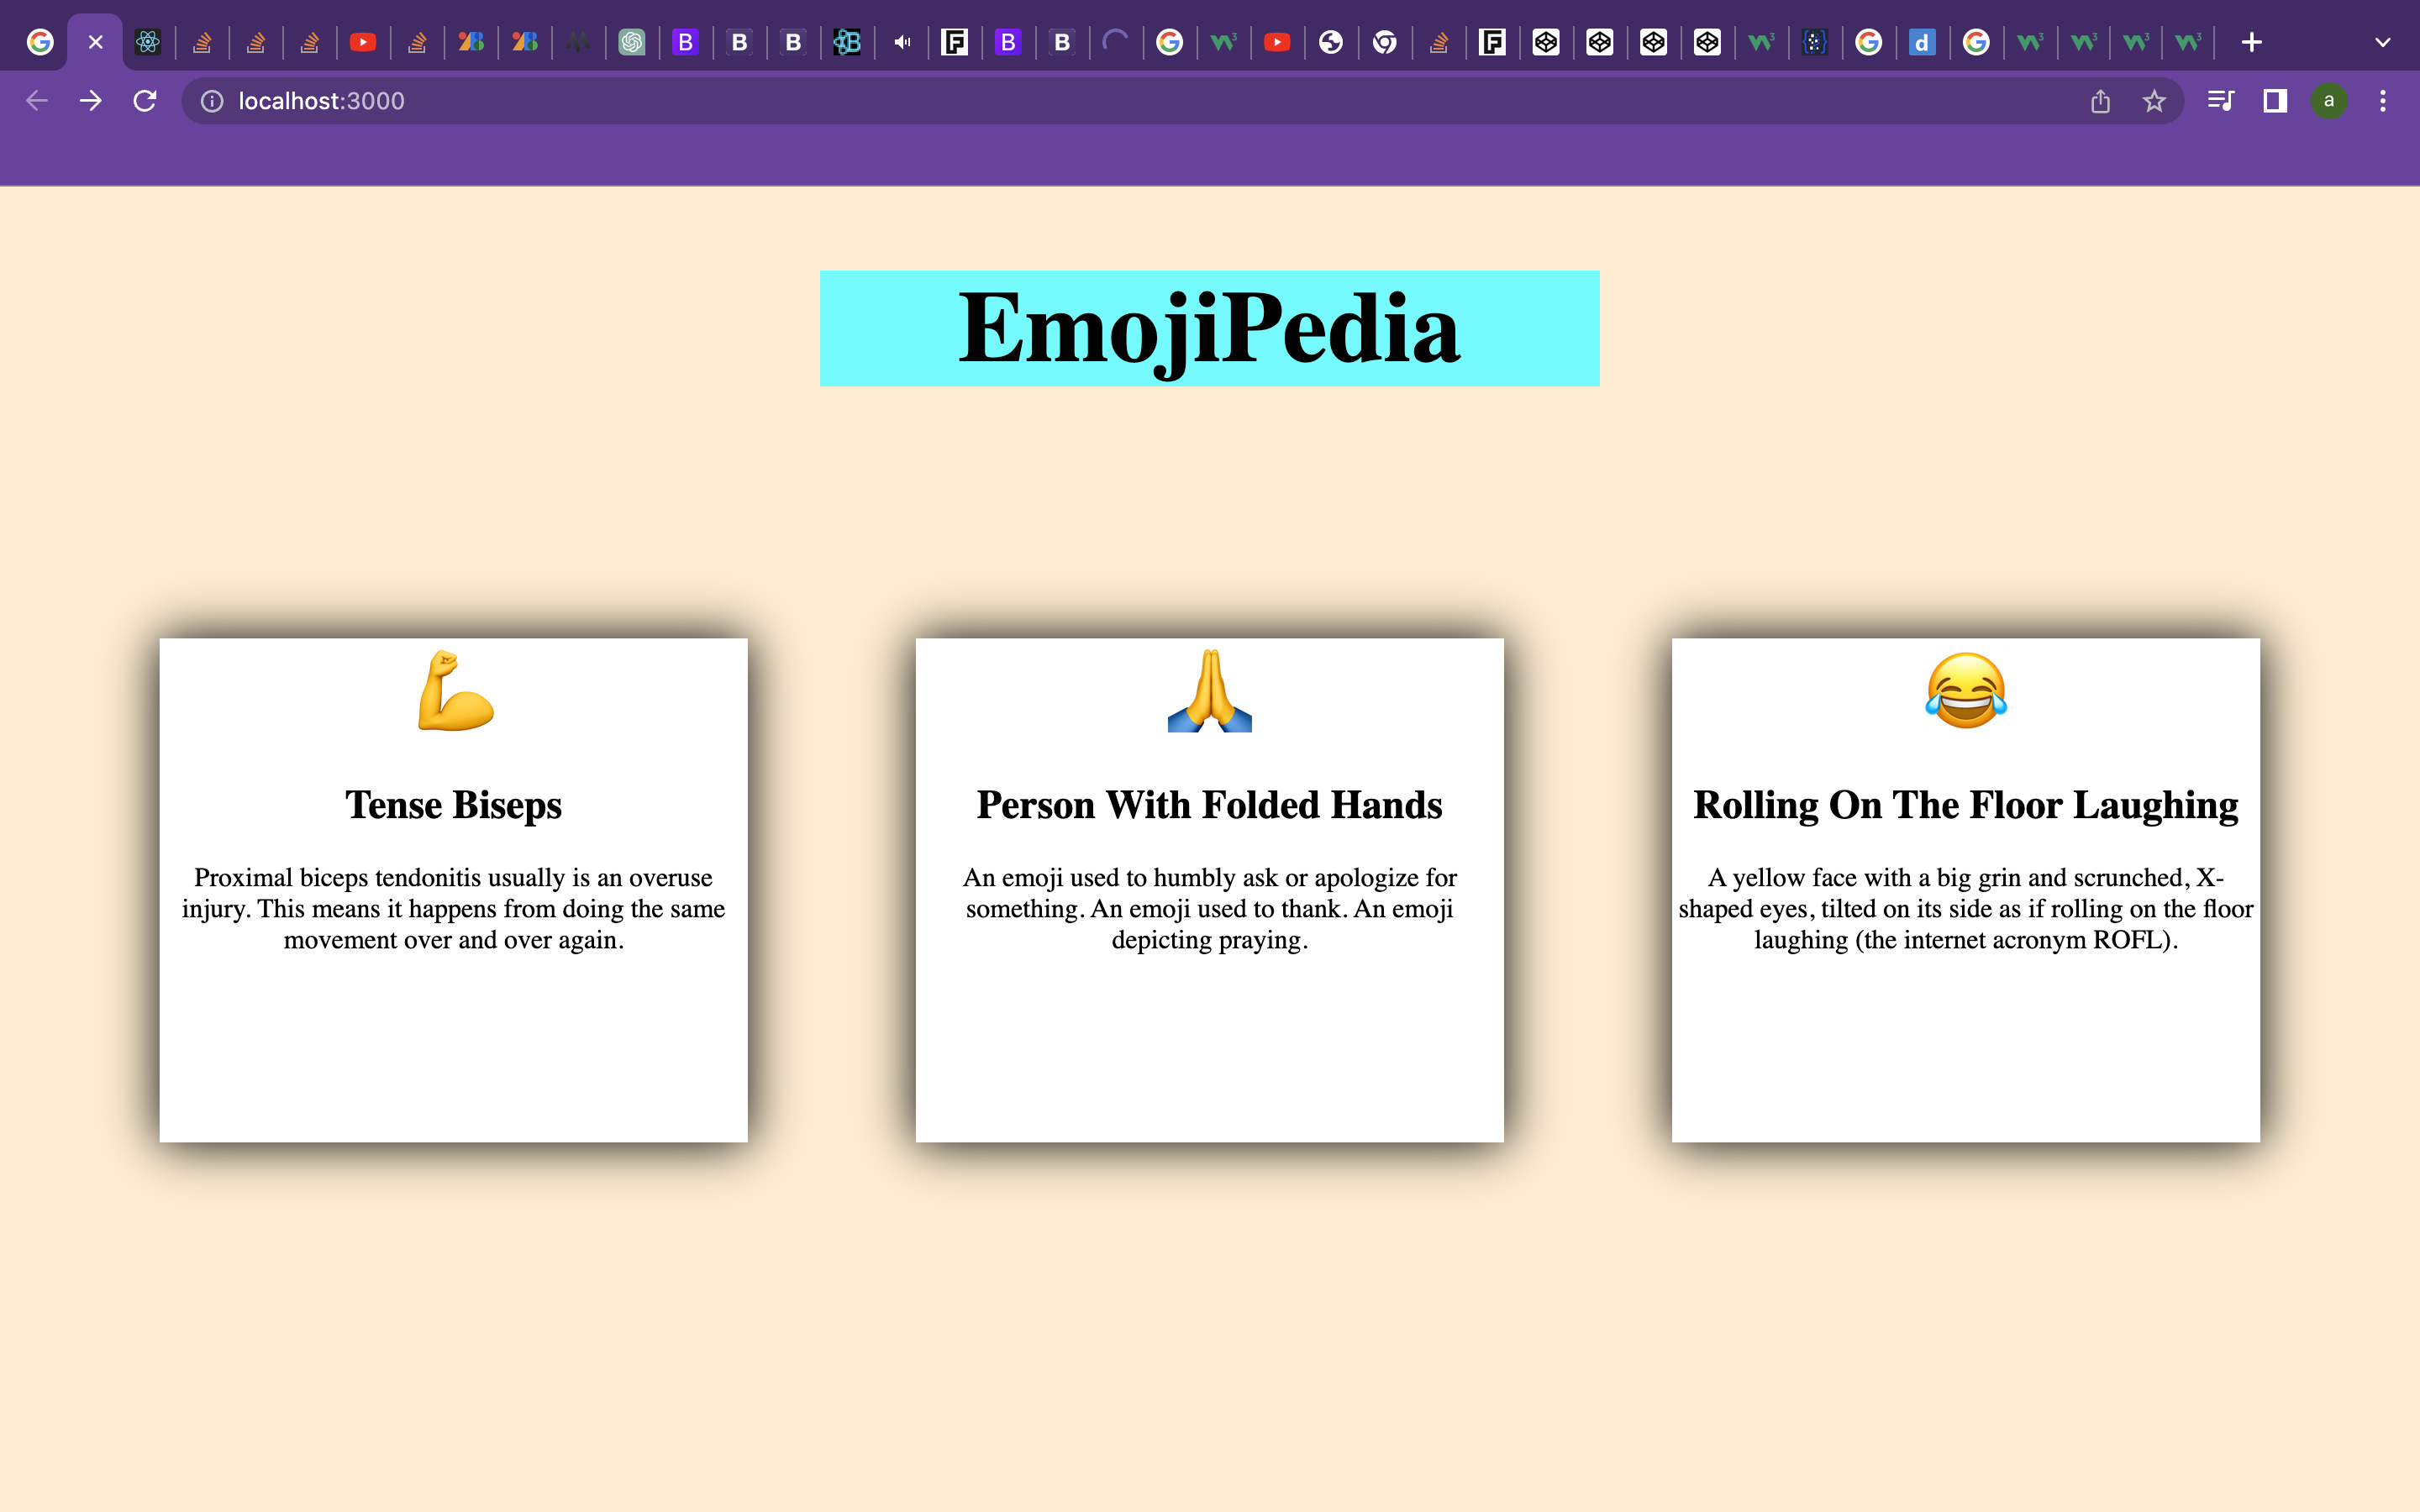 localhost:3000
a
EmojiPedia
Tense Biseps
Proximal biceps tendonitis usually is an overuse
injury. This means it happens from doing the same
movement over and over again.
Person With Folded Hands
An emoji used to humbly ask or apologize for
something. An emoji used to thank. An emoji
depicting praying.
Rolling On The Floor Laughing
A yellow face with a big grin and scrunched, X-
shaped eyes, tilted on its side as if rolling on the floor
laughing (the internet acronym ROFL).